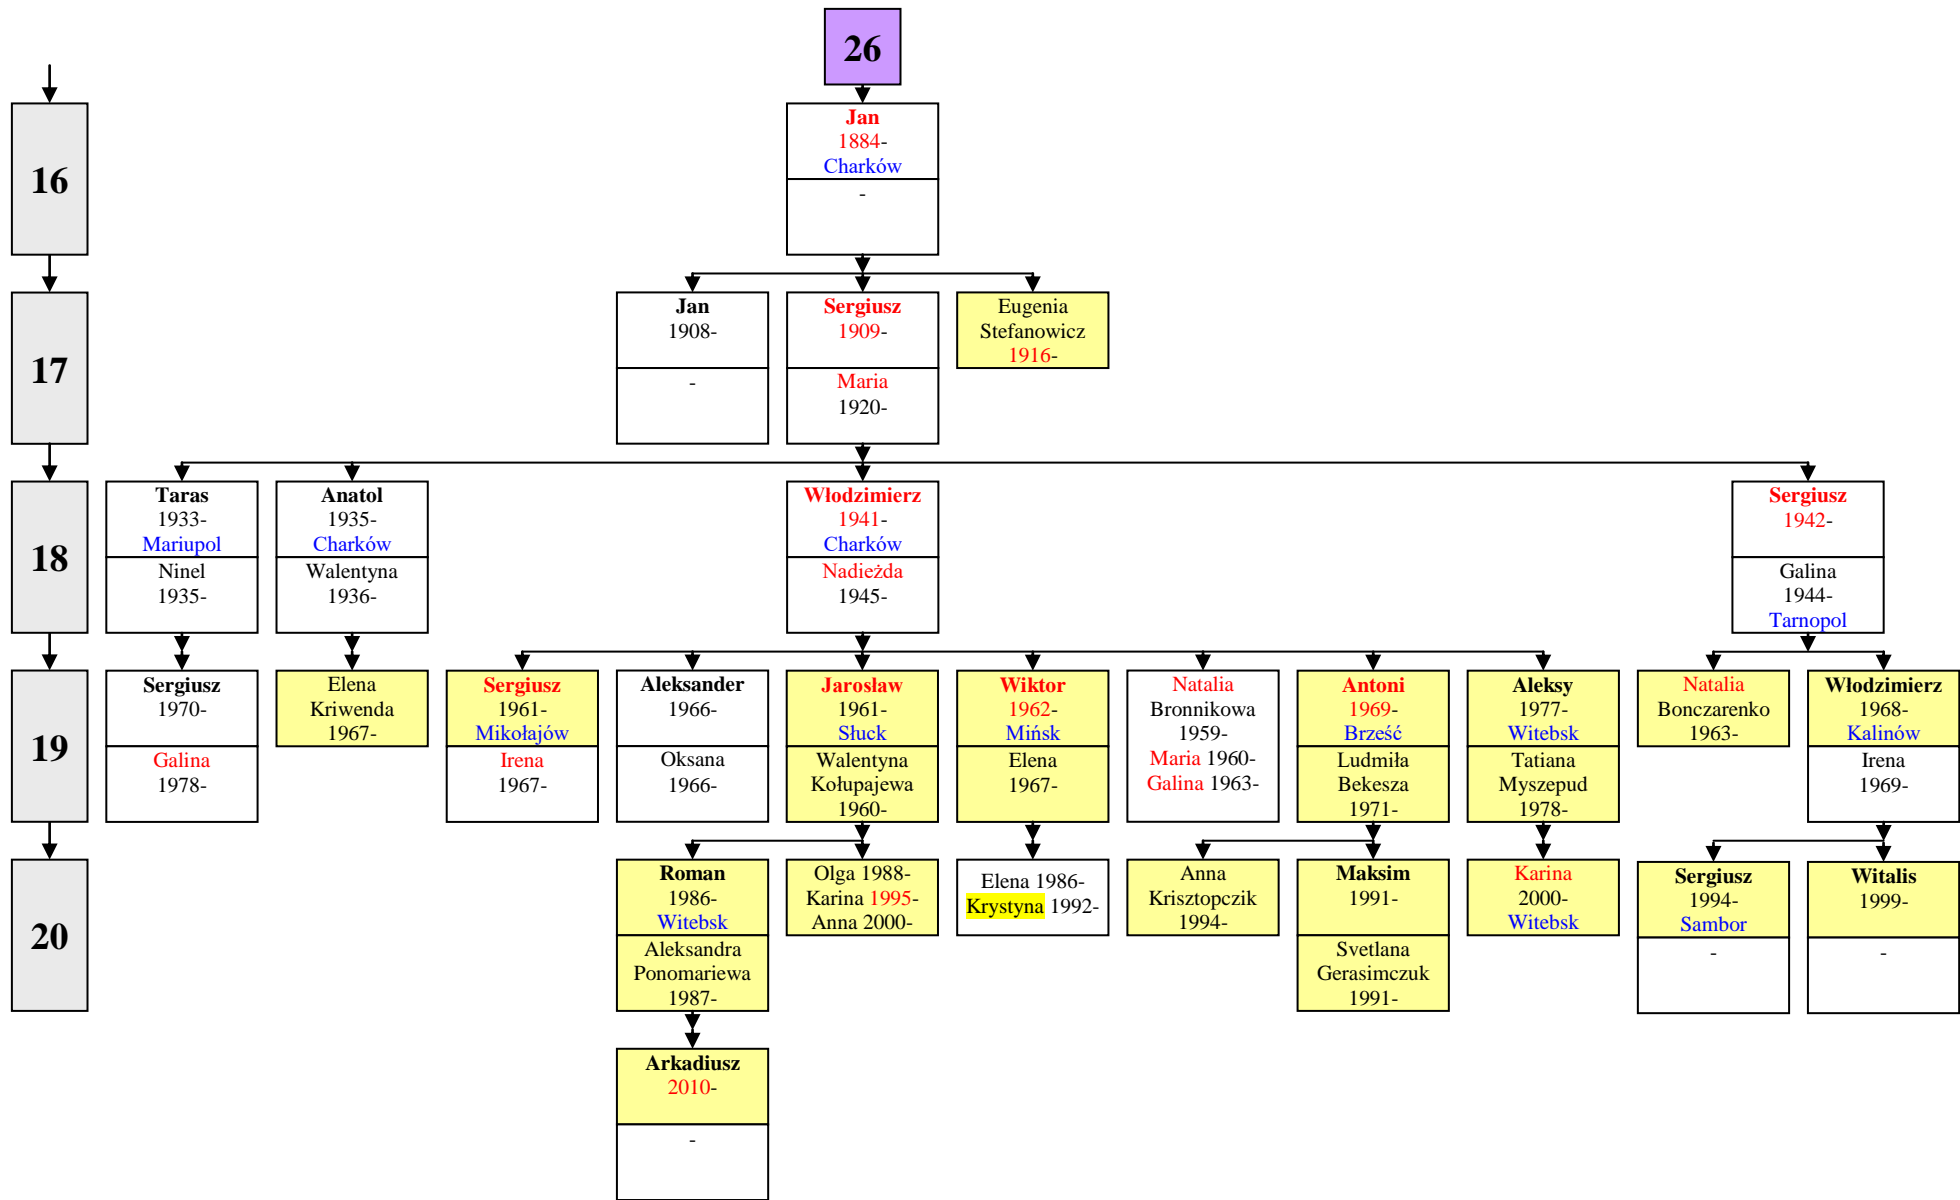 26
16
Jan
1884-
Charków
-
17
Jan
1908-
-
Sergiusz
1909-
Maria
1920-
Eugenia
Stefanowicz
1916-
18
Taras
1933-
Mariupol
Ninel
1935-
Anatol
1935-
Charków
Walentyna
1936-
Włodzimierz
1941-
Charków
Nadieżda
1945-
Sergiusz
1942-
Galina
1944-
Tarnopol
19
Sergiusz
1970-
Galina
1978-
Elena
Kriwenda
1967-
Sergiusz
1961-
Mikołajów
Irena
1967-
Aleksander
1966-
Oksana
1966-
Jarosław
1961-
Słuck
Walentyna
Kołupajewa
1960-
Wiktor
1962-
Mińsk
Elena
1967-
Natalia
Bronnikowa
1959-
Maria 1960-
Galina 1963-
Antoni
1969-
Brześć
Ludmiła
Bekesza
1971-
Aleksy
1977-
Witebsk
Tatiana
Myszepud
1978-
Natalia
Bonczarenko
1963-
Włodzimierz
1968-
Kalinów
Irena
1969-
20
Roman
1986-
Witebsk
Aleksandra
Ponomariewa
1987-
Olga 1988-
Karina 1995-
Anna 2000-
Elena 1986-
Krystyna 1992-
Anna
Krisztopczik
1994-
Maksim
1991-
Svetlana
Gerasimczuk
1991-
Karina
2000-
Witebsk
Sergiusz
1994-
Sambor
-
Witalis
1999-
-
Arkadiusz
2010-
-